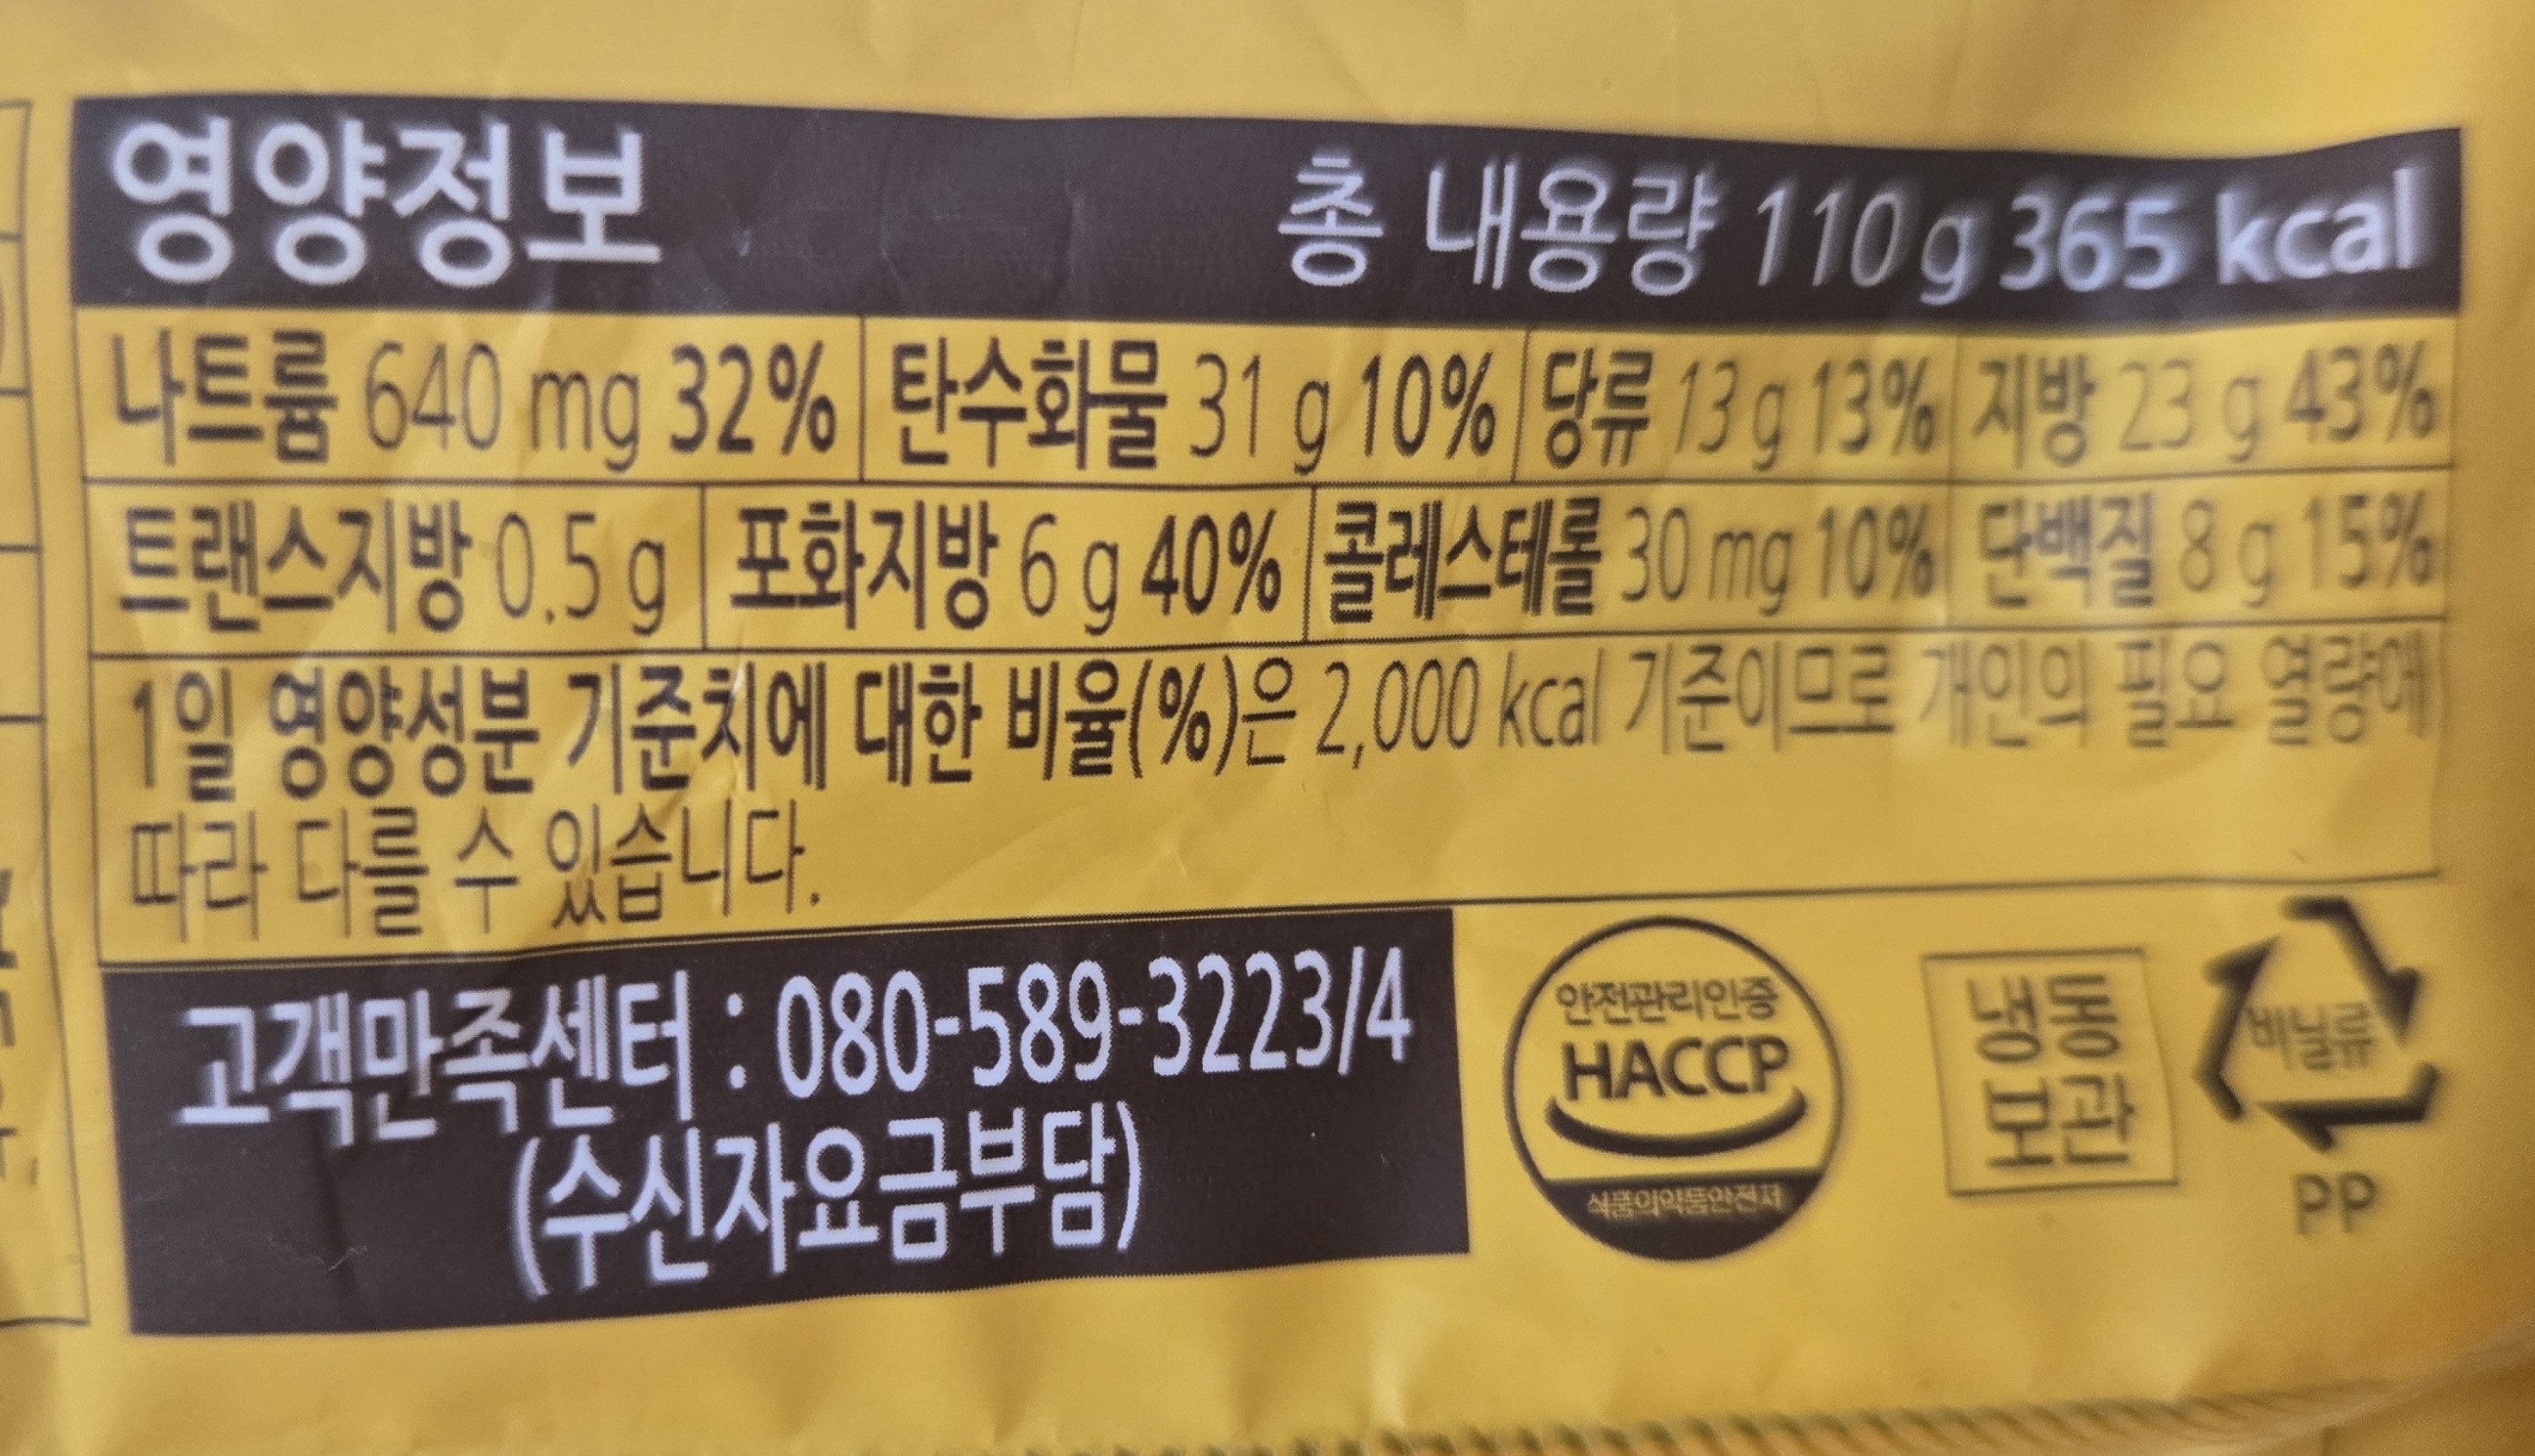 영양정보 총 내용량 110 g 365 kcal
나트륨 640 mg 32% 탄수화물 31 g 10% 당류 13 g 13% 지방 23 g 43%
트랜스지방 0.5 g 포화지방 6 g 40% 콜레스테롤 30 mg 10% 단백질 8 g 15%
1일 영양성분 기준치에 대한 비율(%)은 2,000 kcal 기준이므로 개인의 필요 열량에
따라 다를 수 있습니다.
고객만족센터 : 080-589-3223/4
(수신자요금부담)
안전관리인증
HACCP
식품의약품안전처
냉동
보관
비닐류
PP